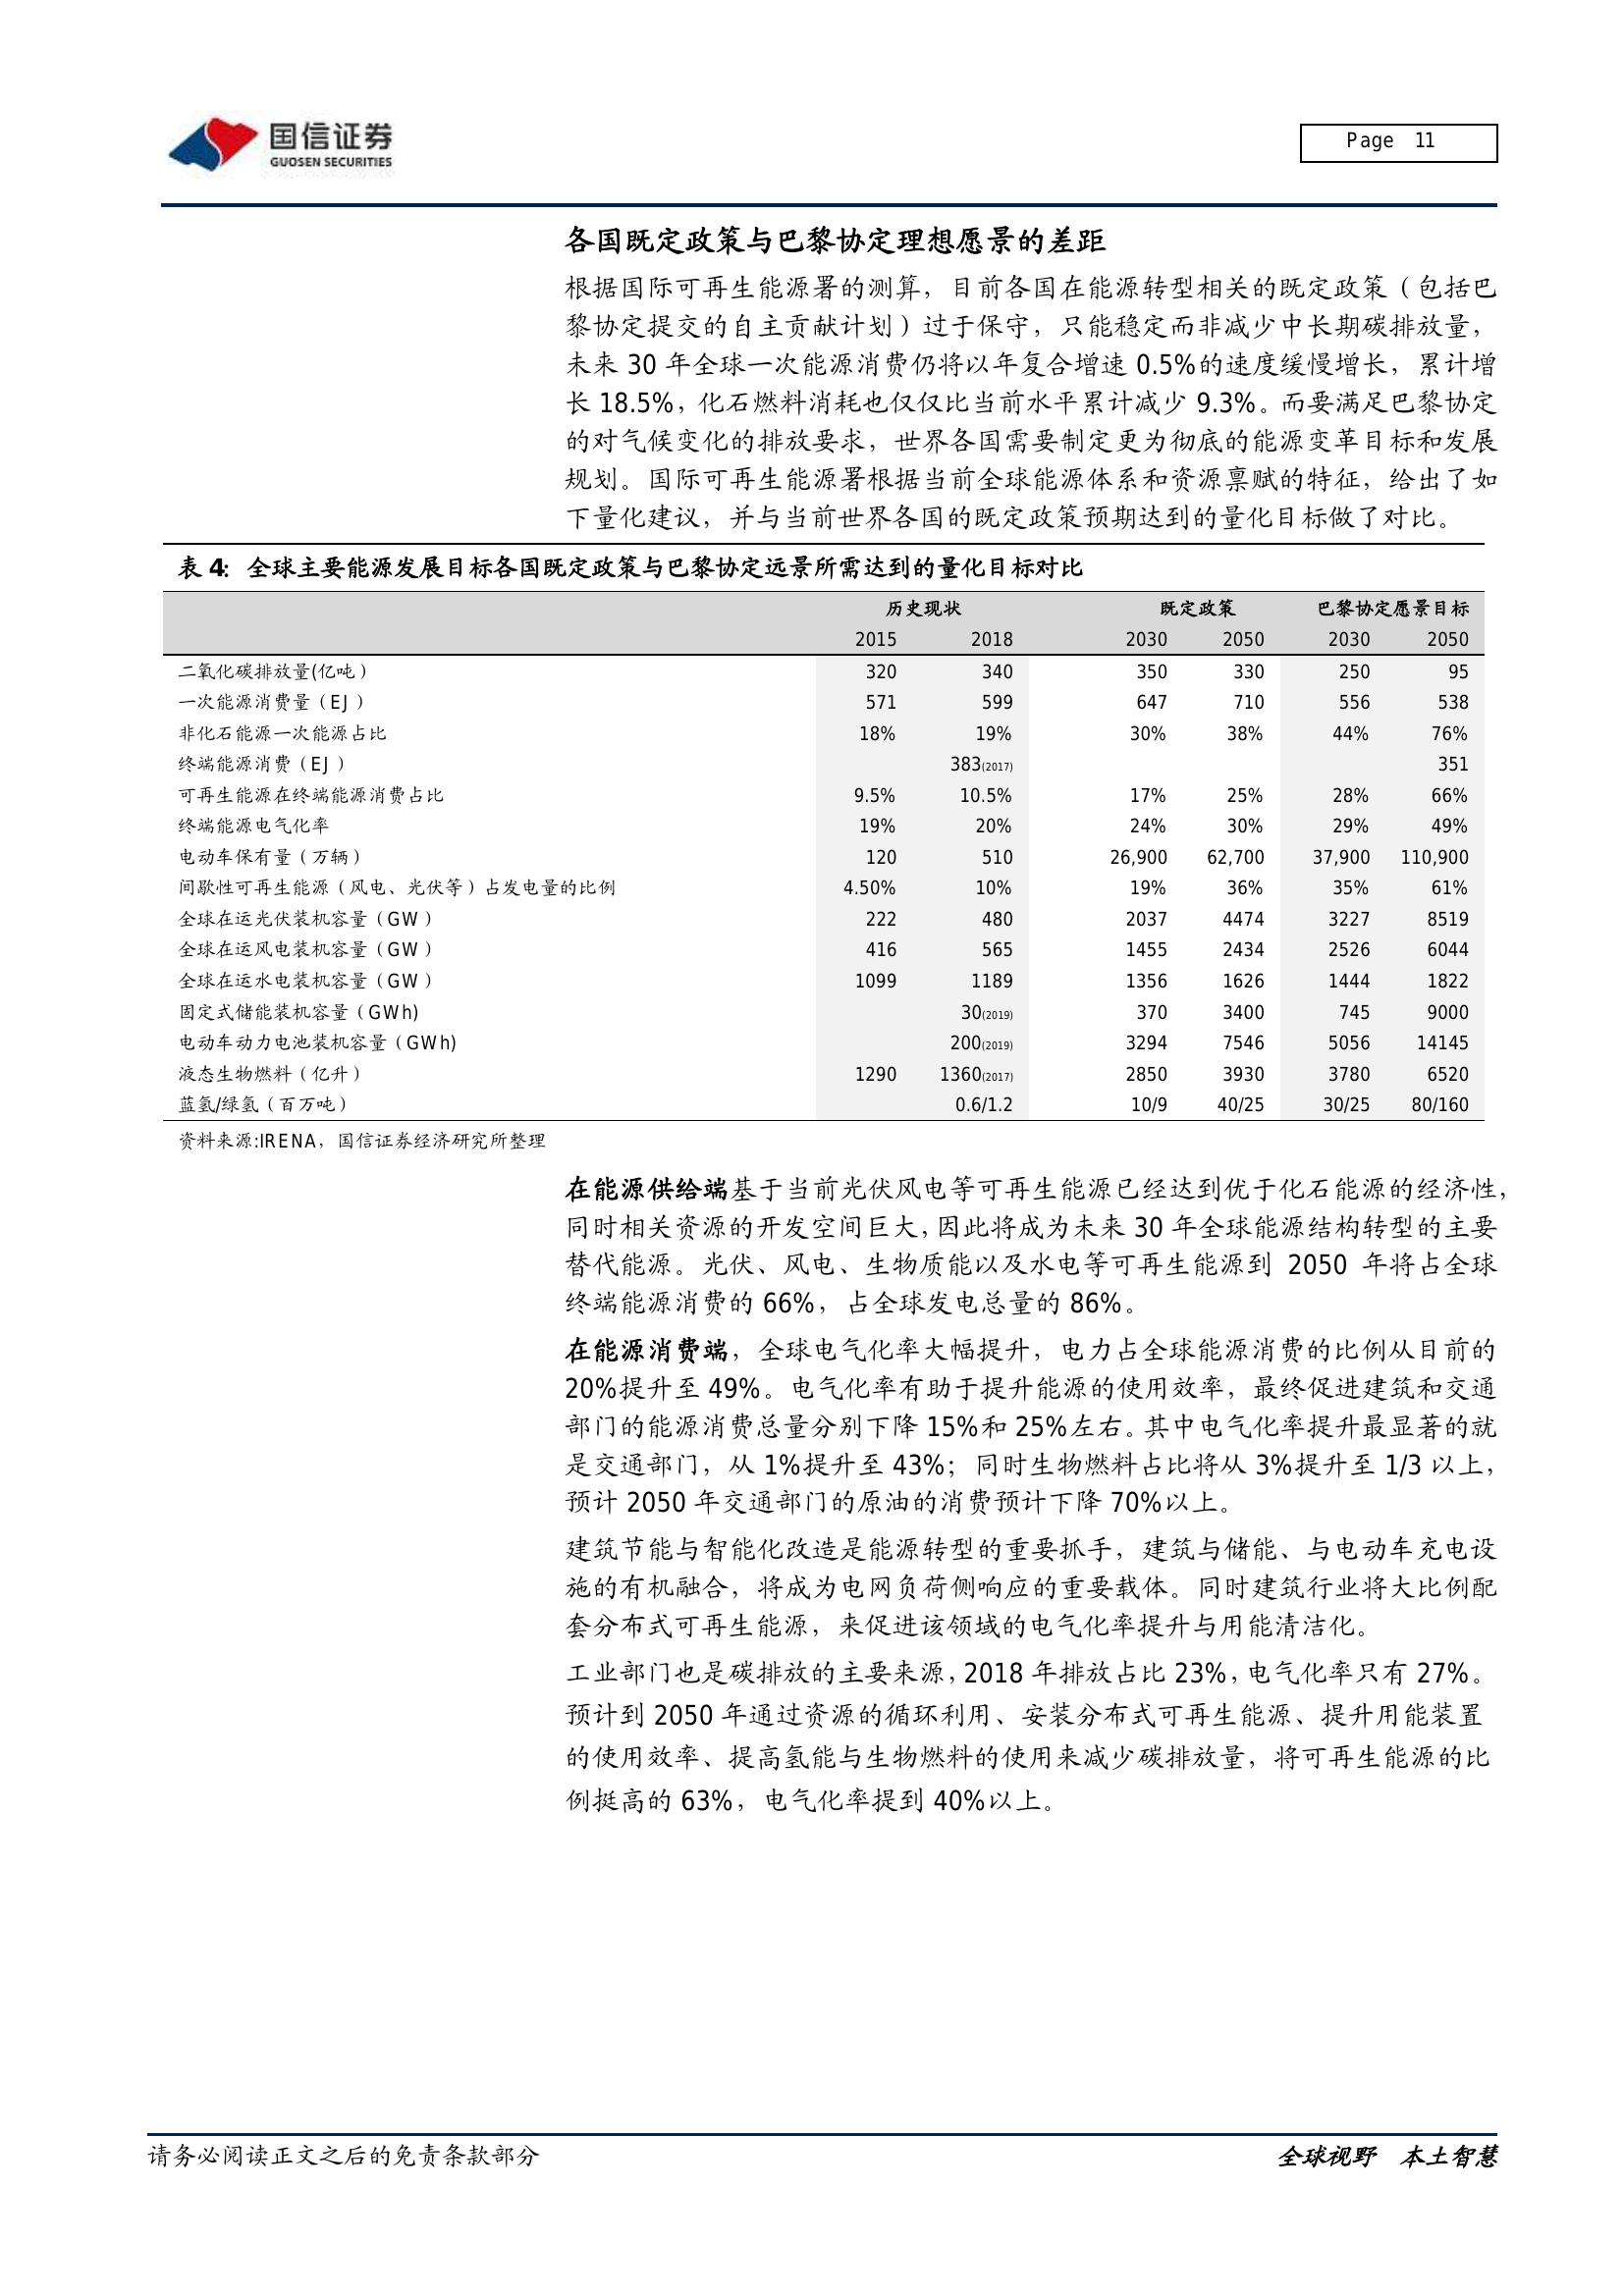 国信证券
GUOSEN SECURITIES
Page 11
各国既定政策与巴黎协定理想愿景的差距
根据国际可再生能源署的测算，目前各国在能源转型相关的既定政策（包括巴
黎协定提交的自主贡献计划）过于保守，只能稳定而非减少中长期碳排放量，
未来 30 年全球一次能源消费仍将以年复合增速 0.5%的速度缓慢增长，累计增
长 18.5%，化石燃料消耗也仅仅比当前水平累计减少 9.3%。而要满足巴黎协定
的对气候变化的排放要求，世界各国需要制定更为彻底的能源变革目标和发展
规划。国际可再生能源署根据当前全球能源体系和资源禀赋的特征，给出了如
下量化建议，并与当前世界各国的既定政策预期达到的量化目标做了对比。
表 4: 全球主要能源发展目标各国既定政策与巴黎协定远景所需达到的量化目标对比
历史现状 既定政策 巴黎协定愿景目标
2015 2018 2030 2050 2030 2050
二氧化碳排放量(亿吨） 320 340 350 330 250 95
一次能源消费量（EJ） 571 599 647 710 556 538
非化石能源一次能源占比 18% 19% 30% 38% 44% 76%
终端能源消费（EJ） 383(2017) 351
可再生能源在终端能源消费占比 9.5% 10.5% 17% 25% 28% 66%
终端能源电气化率 19% 20% 24% 30% 29% 49%
电动车保有量（万辆） 120 510 26,900 62,700 37,900 110,900
间歇性可再生能源（风电、光伏等）占发电量的比例 4.50% 10% 19% 36% 35% 61%
全球在运光伏装机容量（GW） 222 480 2037 4474 3227 8519
全球在运风电装机容量（GW） 416 565 1455 2434 2526 6044
全球在运水电装机容量（GW） 1099 1189 1356 1626 1444 1822
固定式储能装机容量（GWh) 30(2019) 370 3400 745 9000
电动车动力电池装机容量（GWh) 200(2019) 3294 7546 5056 14145
液态生物燃料（亿升） 1290 1360(2017) 2850 3930 3780 6520
蓝氢/绿氢（百万吨） 0.6/1.2 10/9 40/25 30/25 80/160
资料来源:IRENA，国信证券经济研究所整理
在能源供给端基于当前光伏风电等可再生能源已经达到优于化石能源的经济性，
同时相关资源的开发空间巨大，因此将成为未来 30 年全球能源结构转型的主要
替代能源。光伏、风电、生物质能以及水电等可再生能源到 2050 年将占全球
终端能源消费的 66%，占全球发电总量的 86%。
在能源消费端，全球电气化率大幅提升，电力占全球能源消费的比例从目前的
20%提升至 49%。电气化率有助于提升能源的使用效率，最终促进建筑和交通
部门的能源消费总量分别下降 15%和 25%左右。其中电气化率提升最显著的就
是交通部门，从 1%提升至 43%；同时生物燃料占比将从 3%提升至 1/3 以上，
预计 2050 年交通部门的原油的消费预计下降 70%以上。
建筑节能与智能化改造是能源转型的重要抓手，建筑与储能、与电动车充电设
施的有机融合，将成为电网负荷侧响应的重要载体。同时建筑行业将大比例配
套分布式可再生能源，来促进该领域的电气化率提升与用能清洁化。
工业部门也是碳排放的主要来源，2018 年排放占比 23%，电气化率只有 27%。
预计到 2050 年通过资源的循环利用、安装分布式可再生能源、提升用能装置
的使用效率、提高氢能与生物燃料的使用来减少碳排放量，将可再生能源的比
例挺高的 63%，电气化率提到 40%以上。
请务必阅读正文之后的免责条款部分
全球视野 本土智慧